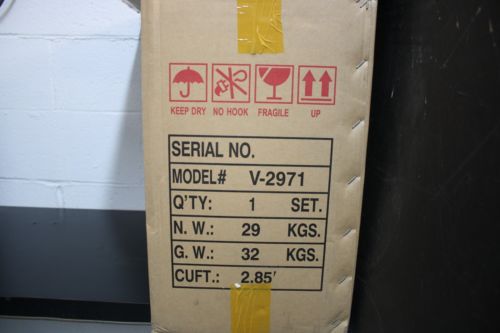 KEEP DRY NO HOOK FRAGILE UP
SERIAL NO.
MODEL# V-2971
Q'TY: 1 SET.
N. W.: 29 KGS.
G. W.: 32 KGS.
CUFT.: 2.85'